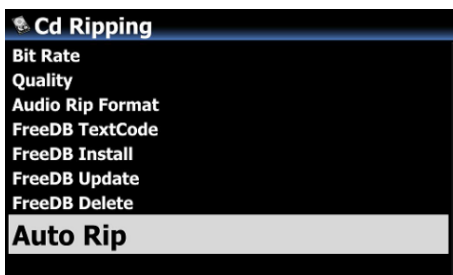 Cd Ripping
Bit Rate
Quality
Audio Rip Format
FreeDB TextCode
FreeDB Install
FreeDB Update
FreeDB Delete
Auto Rip